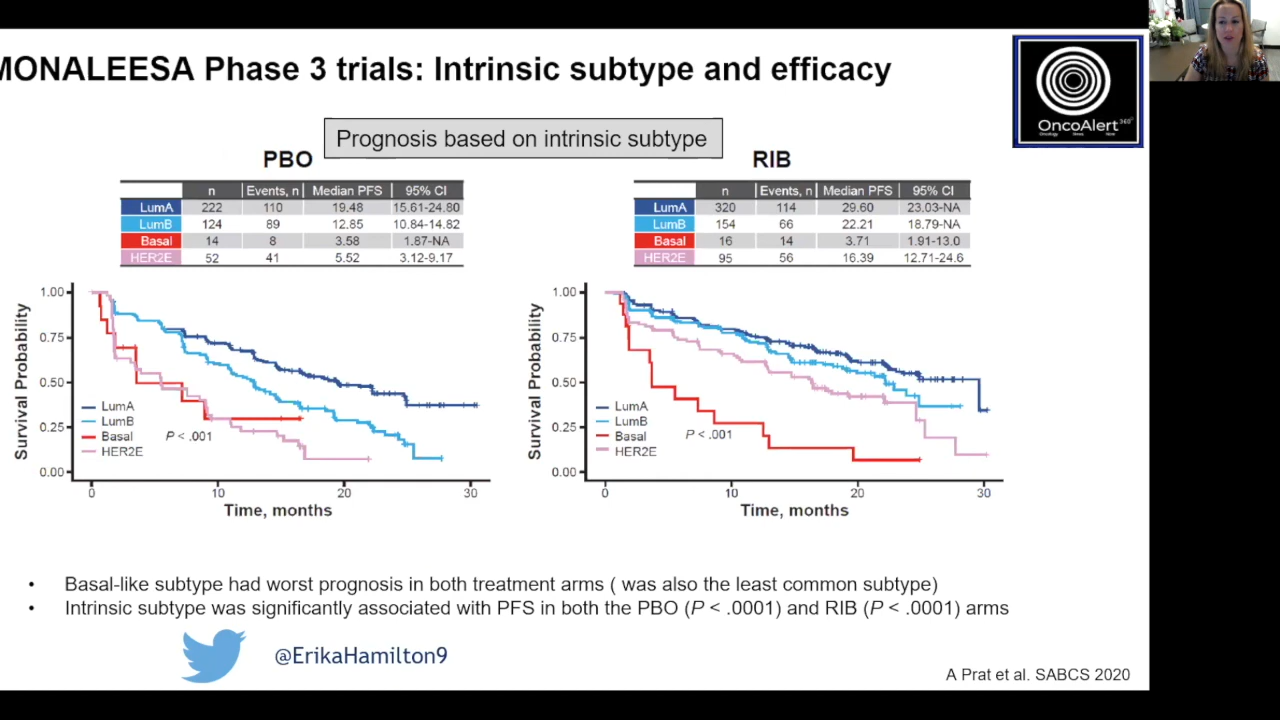 MONALEESA Phase 3 trials: Intrinsic subtype and efficacy
OncoAlert 360°
Oncology News Now
Prognosis based on intrinsic subtype
PBO
n Events, n Median PFS 95% CI
LumA 222 110 19.48 15.61-24.80
LumB 124 89 12.85 10.84-14.82
Basal 14 8 3.58 1.87-NA
HER2E 52 41 5.52 3.12-9.17
RIB
n Events, n Median PFS 95% CI
LumA 320 114 29.60 23.03-NA
LumB 154 66 22.21 18.79-NA
Basal 16 14 3.71 1.91-13.0
HER2E 95 56 16.39 12.71-24.6
Survival Probability
1.00
0.75
0.50
0.25
0.00
LumA
LumB
Basal
HER2E
P < .001
0 10 20 30
Time, months
Survival Probability
1.00
0.75
0.50
0.25
0.00
LumA
LumB
Basal
HER2E
P < .001
0 10 20 30
Time, months
• Basal-like subtype had worst prognosis in both treatment arms ( was also the least common subtype)
• Intrinsic subtype was significantly associated with PFS in both the PBO (P < .0001) and RIB (P < .0001) arms
@ErikaHamilton9
A Prat et al. SABCS 2020